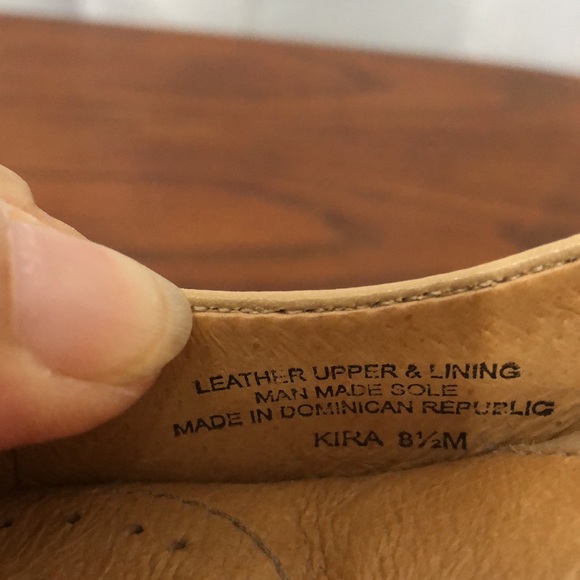 LEATHER UPPER & LINING
MAN MADE SOLE
MADE IN DOMINICAN REPUBLIC
KIRA 8½M